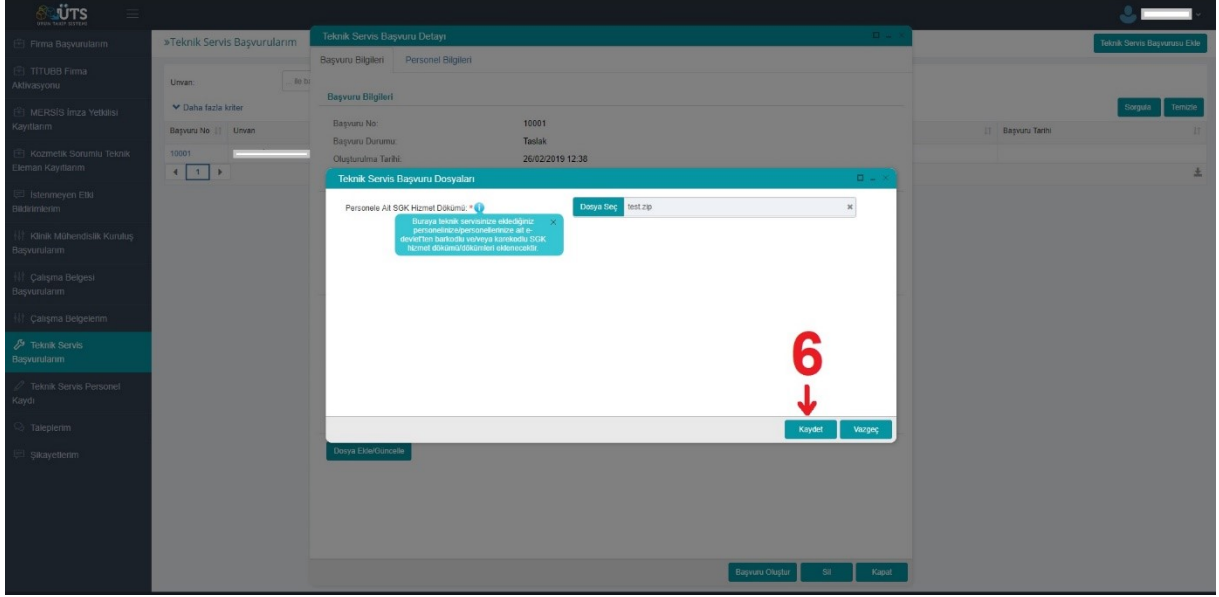 ÜTS
ÜRÜN TAKİP SİSTEMİ
Firma Başvurularım
TİTUBB Firma
Aktivasyonu
MERSİS İmza Yetkilisi
Kayıtlarım
Kozmetik Sorumlu Teknik
Eleman Kayıtlarım
İstenmeyen Etki
Bildirimlerim
Klinik Mühendislik Kuruluş
Başvurularım
Çalışma Belgesi
Başvurularım
Çalışma Belgelerim
Teknik Servis
Başvurularım
Teknik Servis Personel
Kaydı
Taleplerim
Şikayetlerim
»Teknik Servis Başvurularım
Teknik Servis Başvurusu Ekle
Unvan:
Daha fazla kriter
Sorgula Temizle
Başvuru No Unvan Başvuru Tarihi
10001
1
Teknik Servis Başvuru Detayı
Başvuru Bilgileri Personel Bilgileri
Başvuru Bilgileri
Başvuru No: 10001
Başvuru Durumu: Taslak
Oluşturulma Tarihi: 26/02/2019 12:38
Teknik Servis Başvuru Dosyaları
Personele Ait SGK Hizmet Dökümü: *
Dosya Seç test.zip
Buraya teknik servisinize eklediğiniz
personelinize/personellerinize ait e-
devlet'ten barkodlu ve/veya karekodlu SGK
hizmet dökümü/dökümleri eklenecektir.
6
Kaydet Vazgeç
Dosya Ekle/Güncelle
Başvuru Oluştur Sil Kapat